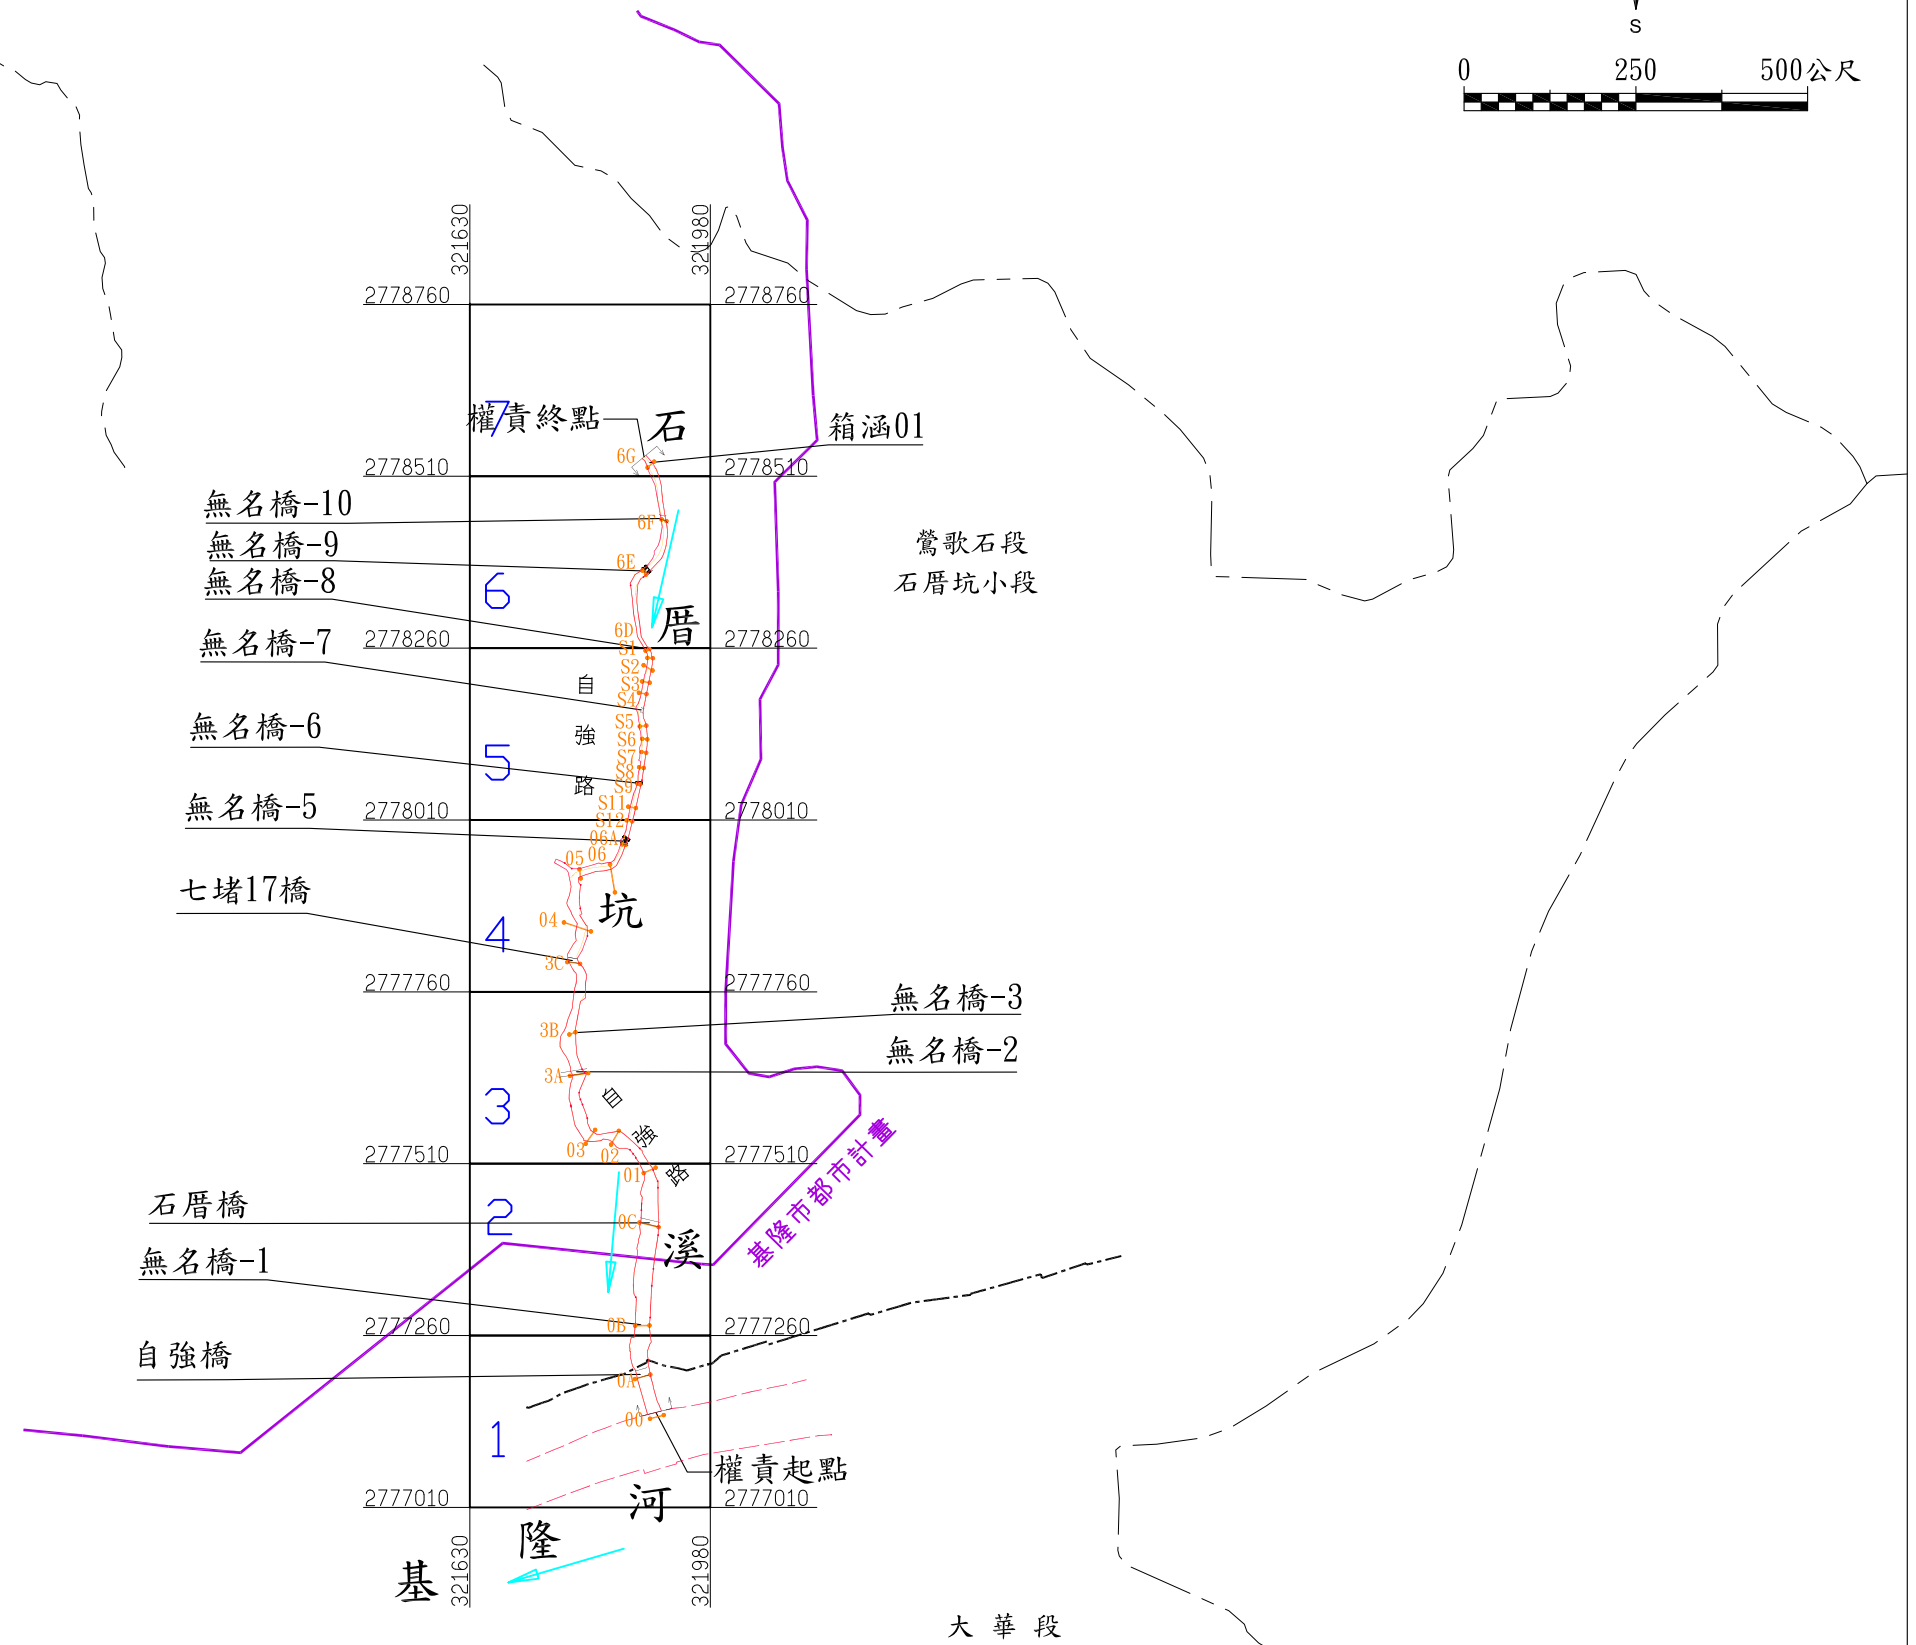 S
0 250 500公尺
321630
321980
2778760
2778760
7
權責終點
石
箱涵01
6G
2778510
2778510
無名橋-10
6F
無名橋-9
6E
無名橋-8
6
鶯歌石段
石厝坑小段
厝
6D
無名橋-7
S1
2778260
2778260
S2
S3
S4
自
強
路
無名橋-6
S5
S6
S7
S8
S9
5
無名橋-5
S11
S12
2778010
2778010
06A
06
05
七堵17橋
坑
04
4
3C
2777760
2777760
無名橋-3
3B
無名橋-2
3A
3
自
強
路
03
02
01
2777510
2777510
基隆市都市計畫
石厝橋
2
0C
溪
無名橋-1
0B
2777260
2777260
自強橋
0A
00
1
權責起點
2777010
2777010
河
隆
基
321630
321980
大華段